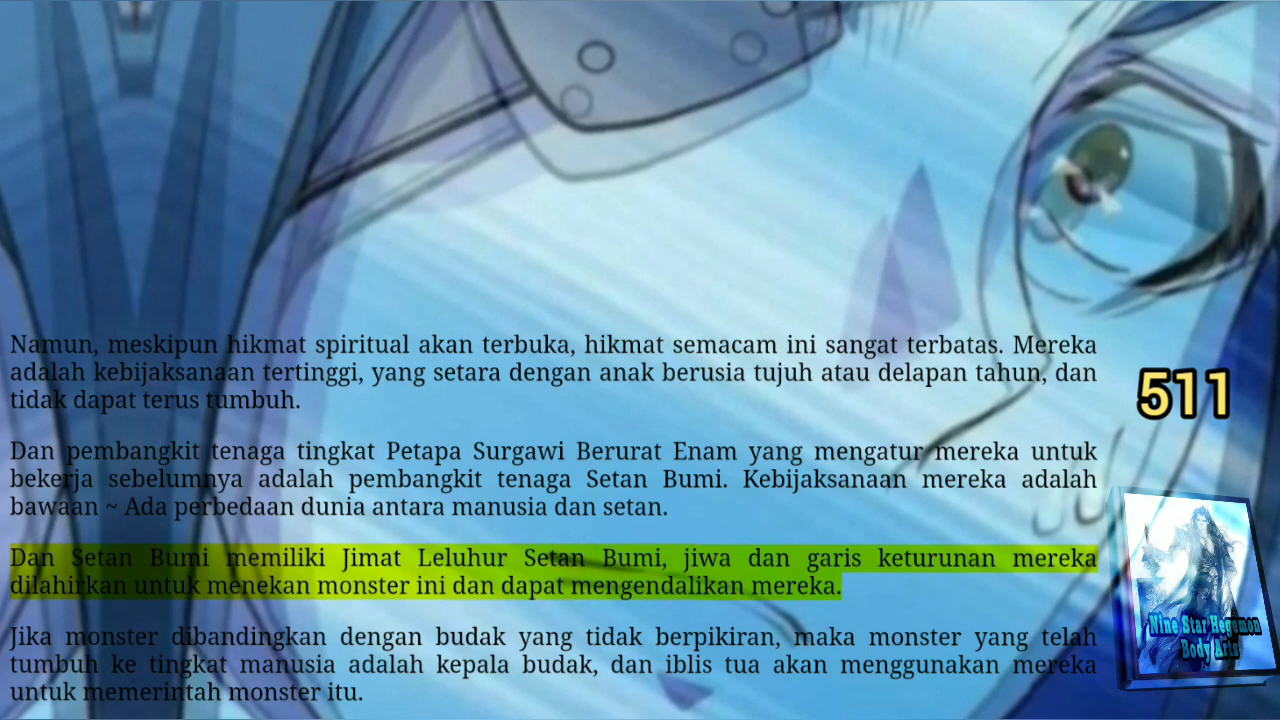 Namun, meskipun hikmat spiritual akan terbuka, hikmat semacam ini sangat terbatas. Mereka
adalah kebijaksanaan tertinggi, yang setara dengan anak berusia tujuh atau delapan tahun, dan
tidak dapat terus tumbuh.
Dan pembangkit tenaga tingkat Petapa Surgawi Berurat Enam yang mengatur mereka untuk
bekerja sebelumnya adalah pembangkit tenaga Setan Bumi. Kebijaksanaan mereka adalah
bawaan ~ Ada perbedaan dunia antara manusia dan setan.
Dan Setan Bumi memiliki Jimat Leluhur Setan Bumi, jiwa dan garis keturunan mereka
dilahirkan untuk menekan monster ini dan dapat mengendalikan mereka.
Jika monster dibandingkan dengan budak yang tidak berpikiran, maka monster yang telah
tumbuh ke tingkat manusia adalah kepala budak, dan iblis tua akan menggunakan mereka
untuk memerintah monster itu.
511
Nine Star Hegemon
Body Arts